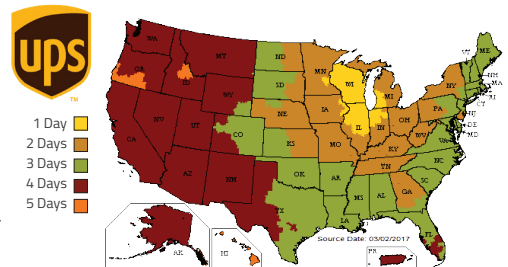 ups
TM
1 Day
2 Days
3 Days
4 Days
5 Days
WA
MT
ND
MN
VT
ME
OR
ID
SD
WI
MI
NY
NH
MA
WY
RI
CT
NE
IA
PA
NJ
NV
UT
CO
IL
IN
OH
DE
MD
CA
KS
MO
KY
WV
VA
AZ
NM
OK
AR
TN
NC
SC
TX
LA
MS
AL
GA
Source Date: 03/02/2017
FL
AK
HI
PR